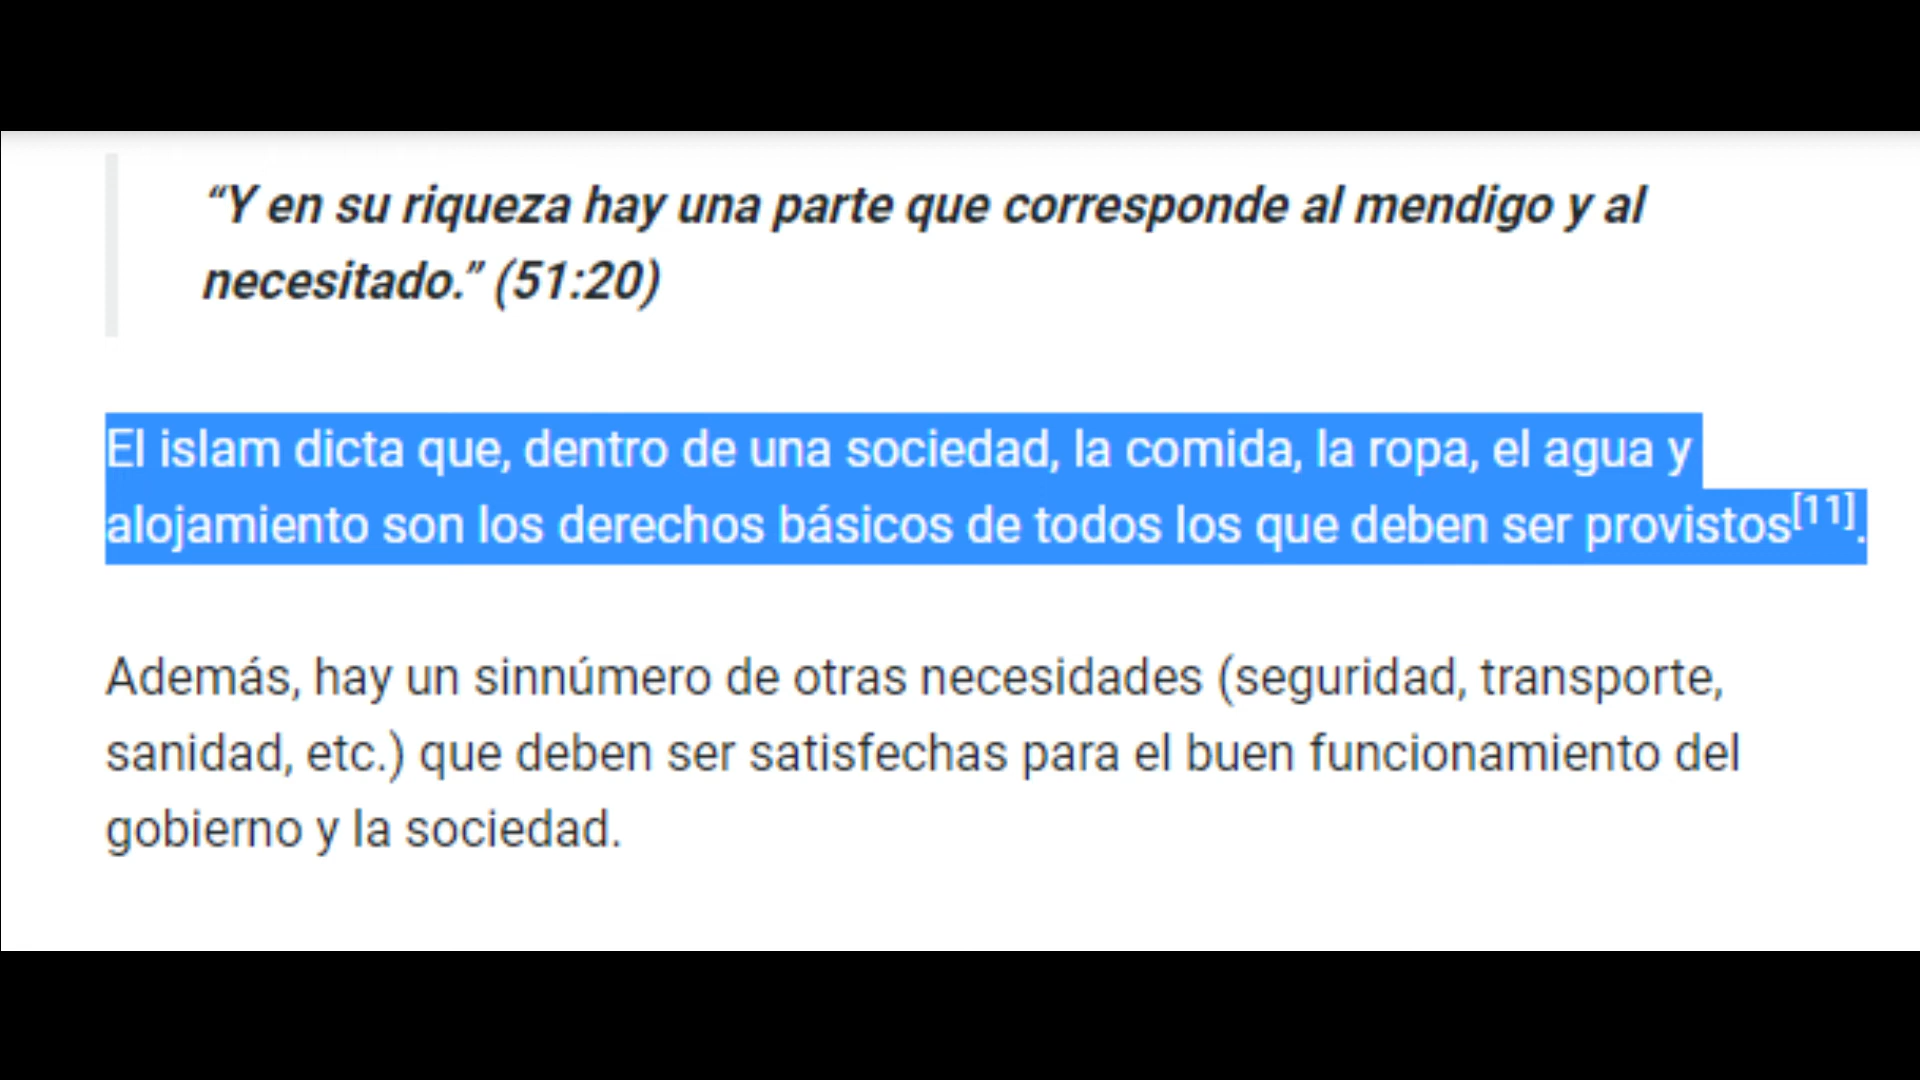 “Y en su riqueza hay una parte que corresponde al mendigo y al
necesitado.” (51:20)
El islam dicta que, dentro de una sociedad, la comida, la ropa, el agua y
alojamiento son los derechos básicos de todos los que deben ser provistos[11].
Además, hay un sinnúmero de otras necesidades (seguridad, transporte,
sanidad, etc.) que deben ser satisfechas para el buen funcionamiento del
gobierno y la sociedad.